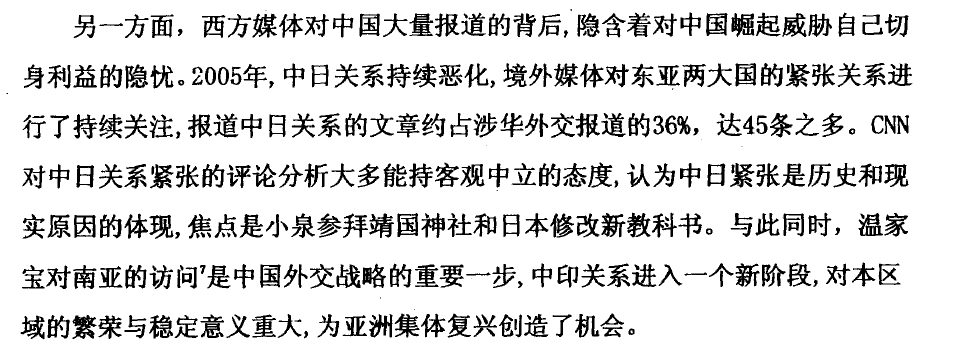 另一方面，西方媒体对中国大量报道的背后,隐含着对中国崛起威胁自己切
身利益的隐忧。2005年,中日关系持续恶化,境外媒体对东亚两大国的紧张关系进
行了持续关注,报道中日关系的文章约占涉华外交报道的36%，达45条之多。CNN
对中日关系紧张的评论分析大多能持客观中立的态度,认为中日紧张是历史和现
实原因的体现,焦点是小泉参拜靖国神社和日本修改新教科书。与此同时，温家
宝对南亚的访问7是中国外交战略的重要一步,中印关系进入一个新阶段,对本区
域的繁荣与稳定意义重大,为亚洲集体复兴创造了机会。